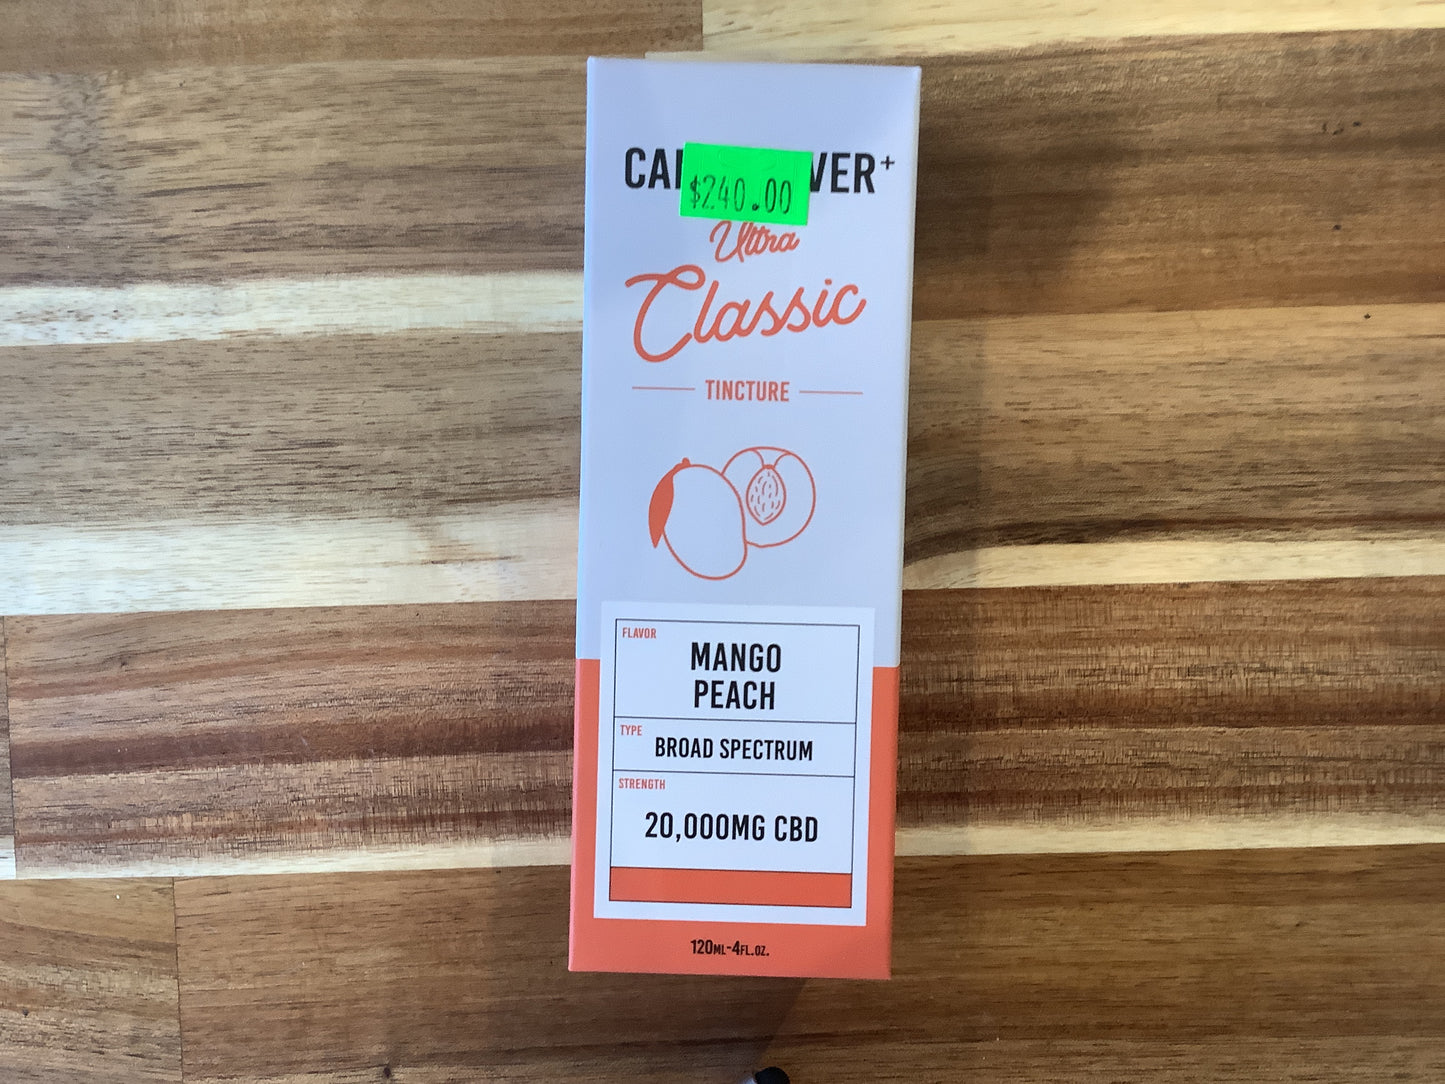 $240.00
Ultra
Classic
TINCTURE
FLAVOR
MANGO
PEACH
TYPE
BROAD SPECTRUM
STRENGTH
20,000MG CBD
120ML-4FL.OZ.